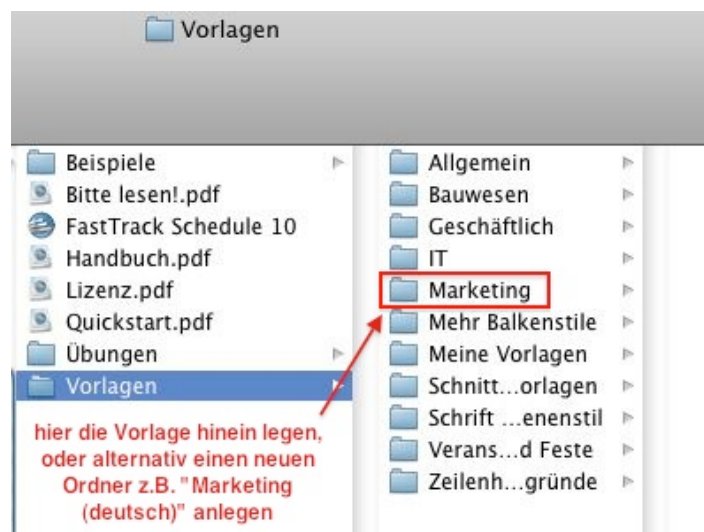 Vorlagen
Beispiele
Bitte lesen!.pdf
FastTrack Schedule 10
Handbuch.pdf
Lizenz.pdf
Quickstart.pdf
Übungen
Vorlagen
hier die Vorlage hinein legen,
oder alternativ einen neuen
Ordner z.B. "Marketing
(deutsch)" anlegen
Allgemein
Bauwesen
Geschäftlich
IT
Marketing
Mehr Balkenstile
Meine Vorlagen
Schnitt...orlagen
Schrift ...enenstil
Verans...d Feste
Zeilenh...gründe